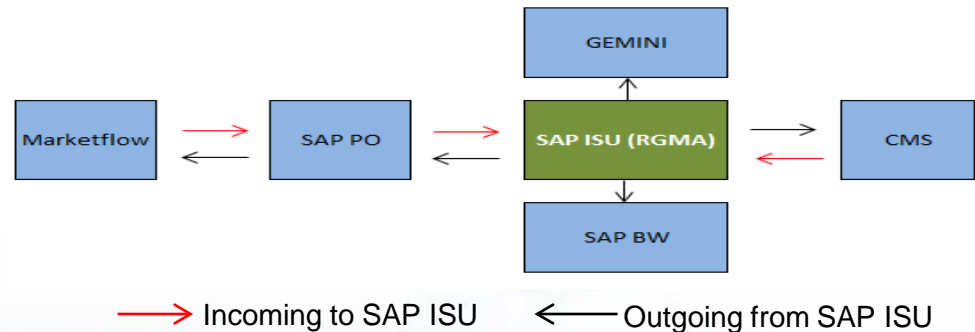 GEMINI
Marketflow
SAP PO
SAP ISU (RGMA)
CMS
SAP BW
Incoming to SAP ISU
Outgoing from SAP ISU